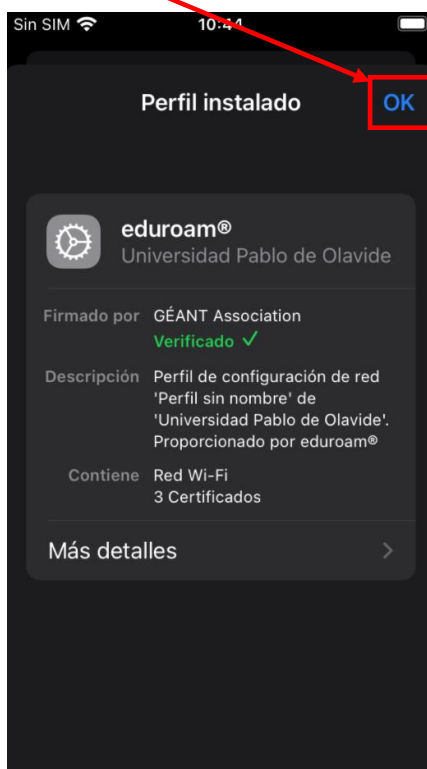 Sin SIM 10:44
Perfil instalado OK
eduroam®
Universidad Pablo de Olavide
Firmado por GÉANT Association
Verificado ✓
Descripción Perfil de configuración de red
'Perfil sin nombre' de
'Universidad Pablo de Olavide'.
Proporcionado por eduroam®
Contiene Red Wi-Fi
3 Certificados
Más detalles